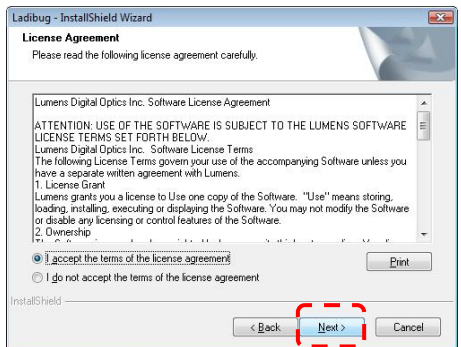 Ladibug - InstallShield Wizard
License Agreement
Please read the following license agreement carefully.
Lumens Digital Optics Inc. Software License Agreement
ATTENTION: USE OF THE SOFTWARE IS SUBJECT TO THE LUMENS SOFTWARE
LICENSE TERMS SET FORTH BELOW.
Lumens Digital Optics Inc. Software License Terms
The following License Terms govern your use of the accompanying Software unless you
have a separate written agreement with Lumens.
1. License Grant
Lumens grants you a license to Use one copy of the Software. "Use" means storing,
loading, installing, executing or displaying the Software. You may not modify the Software
or disable any licensing or control features of the Software.
2. Ownership
I accept the terms of the license agreement
Print
I do not accept the terms of the license agreement
InstallShield
< Back
Next >
Cancel